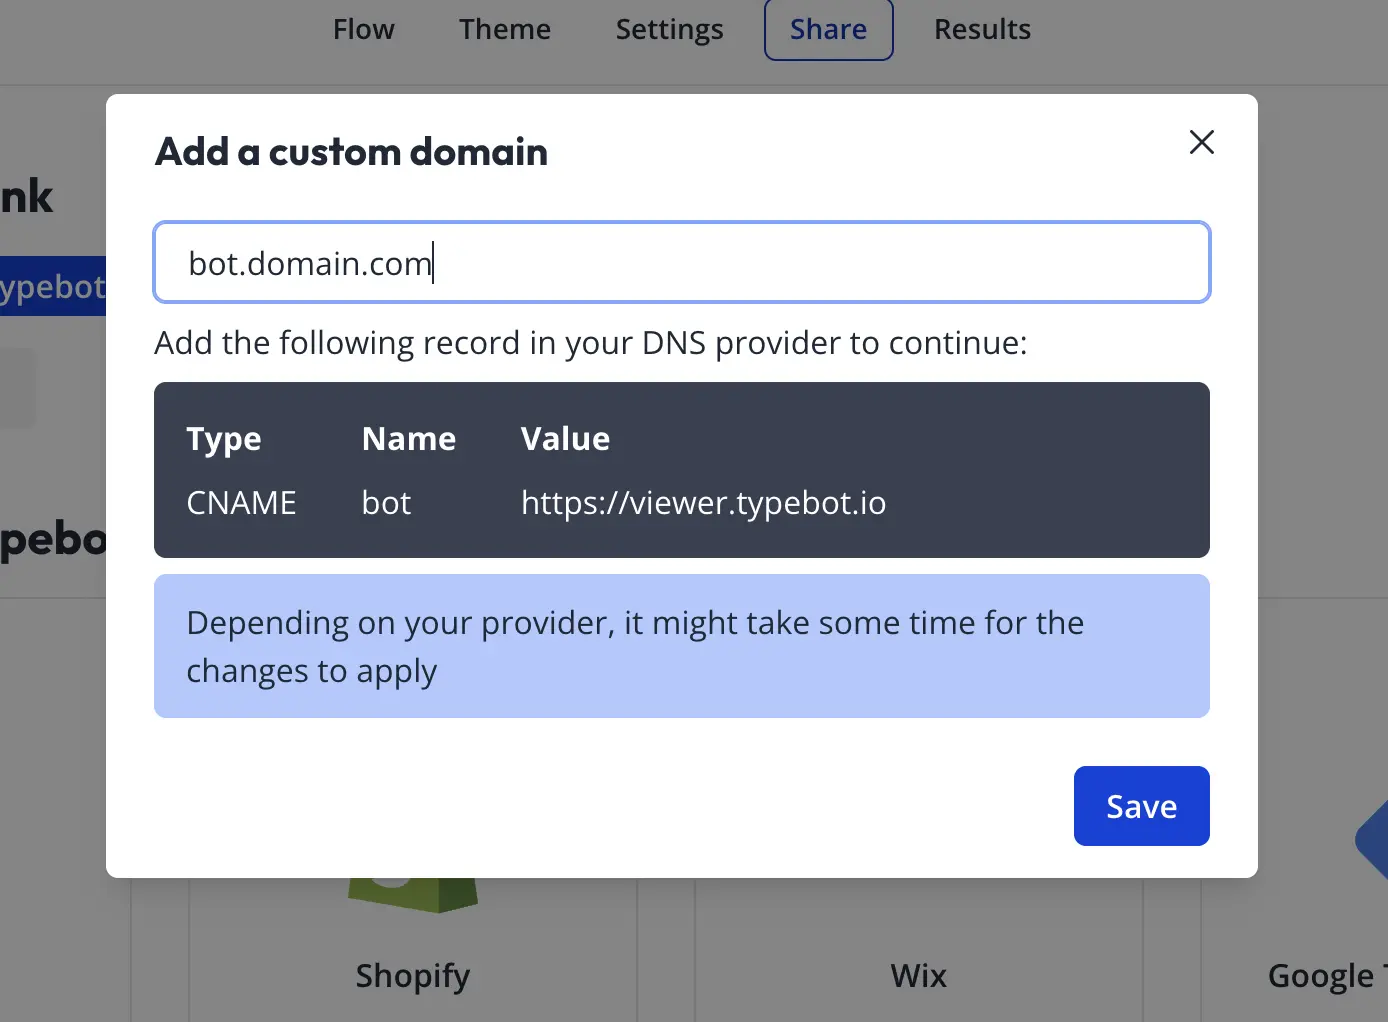 Flow Theme Settings Share Results
Add a custom domain
nk
bot.domain.com
ypebot
Add the following record in your DNS provider to continue:
Type Name Value
CNAME bot https://viewer.typebot.io
pebo
Depending on your provider, it might take some time for the
changes to apply
Save
Shopify Wix Google